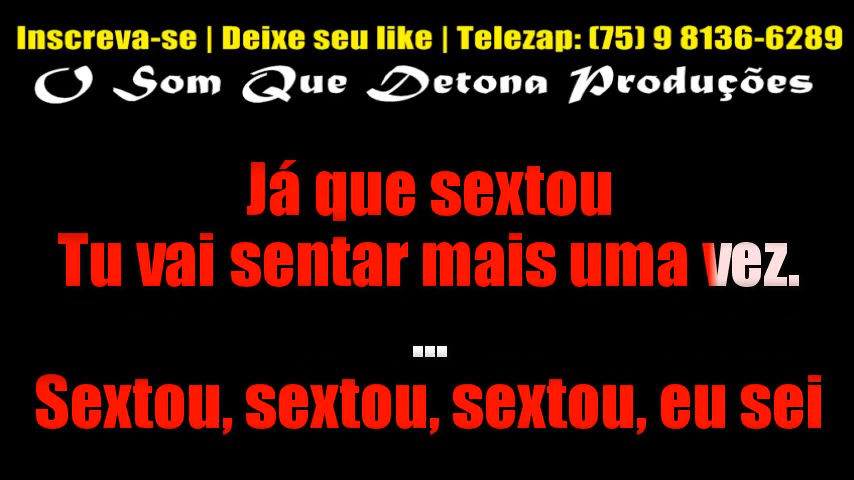 Inscreva-se | Deixe seu like | Telezap: (75) 9 8136-6289
O Som Que Detona Produções
Já que sextou
Tu vai sentar mais uma vez.
...
Sextou, sextou, sextou, eu sei